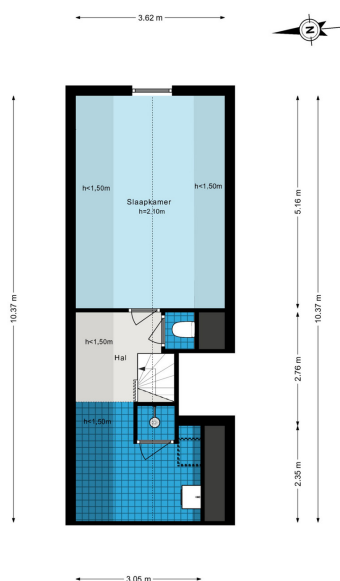 3.62 m
N
h<1,50m
h<1,50m
Slaapkamer
h=2,10m
10.37 m
5.16 m
10.37 m
h<1,50m
Hal
2.76 m
h<1,50m
2.35 m
3.05 m